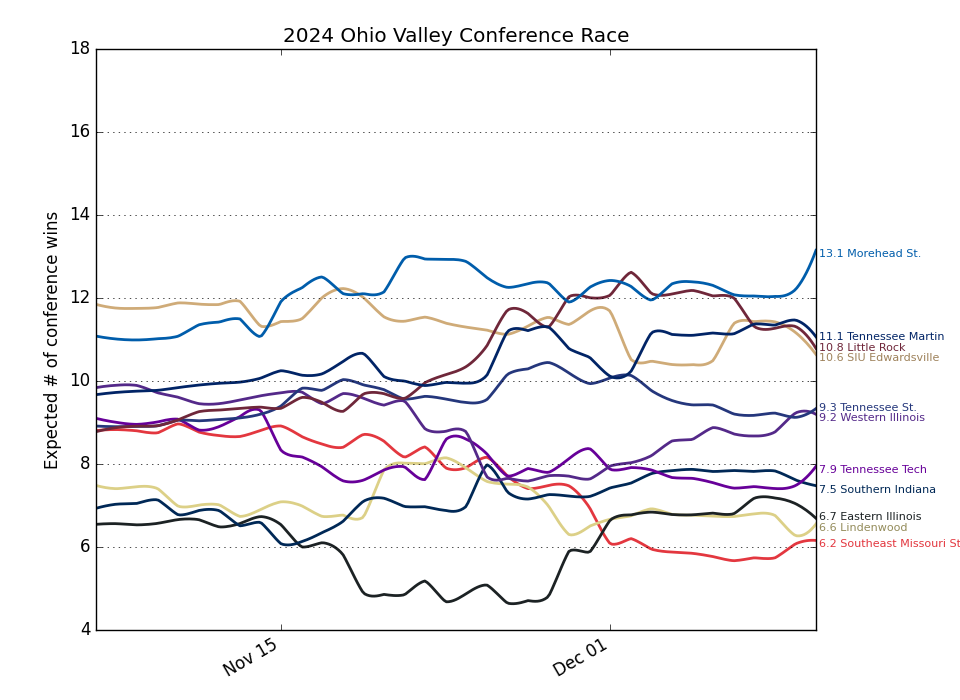 2024 Ohio Valley Conference Race
Expected # of conference wins
18
16
14
12
10
8
6
4
Nov 15
Dec 01
13.1 Morehead St.
11.1 Tennessee Martin
10.8 Little Rock
10.6 SIU Edwardsville
9.3 Tennessee St.
9.2 Western Illinois
7.9 Tennessee Tech
7.5 Southern Indiana
6.7 Eastern Illinois
6.6 Lindenwood
6.2 Southeast Missouri St